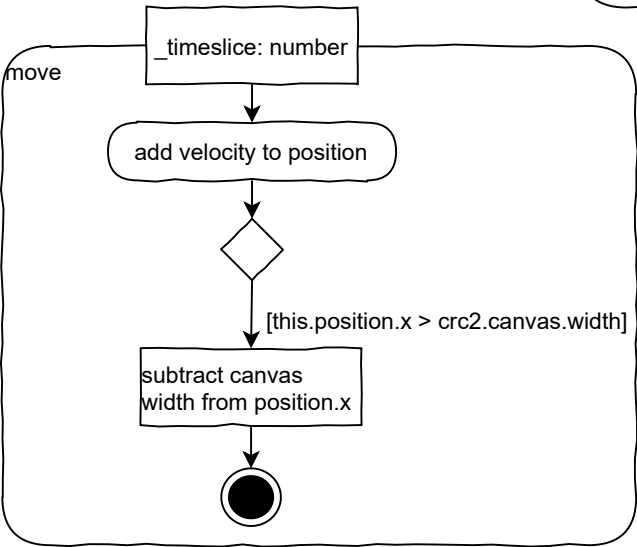 _timeslice: number
move
add velocity to position
[this.position.x > crc2.canvas.width]
subtract canvas
width from position.x